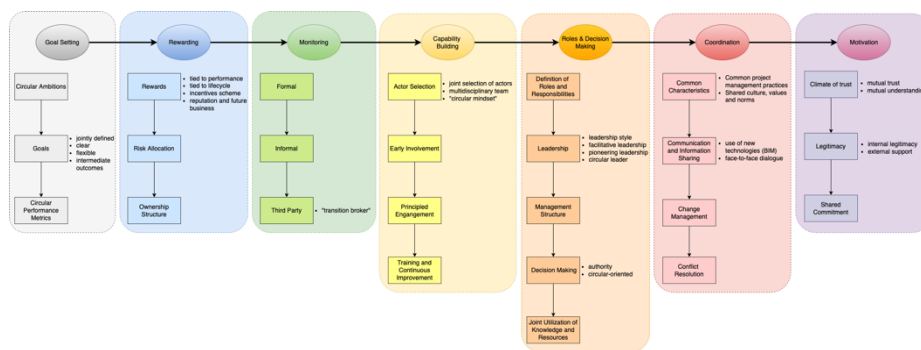 Goal Setting
Circular Ambitions
Goals
• jointly defined
• clear
• flexible
• intermediate
outcomes
Circular
Performance
Metrics
Rewarding
Rewards
• tied to performance
• tied to lifecycle
• incentives scheme
• reputation and future
business
Risk Allocation
Ownership
Structure
Monitoring
Formal
Informal
Third Party
• "transition broker"
Capability
Building
Actor Selection
• joint selection of actors
• multidisciplinary team
• "circular mindset"
Early Involvement
Principled
Engangement
Training and
Continuous
Improvement
Roles & Decision
Making
Definition of
Roles and
Responsibilities
Leadership
• leadership style
• facilitative leadership
• pioneering leadership
• circular leader
Management
Structure
Decision Making
• authority
• circular-oriented
Joint Utilization of
Knowledge and
Resources
Coordination
Common
Characteristics
• Common project
management practices
• Shared culture, values
and norms
Communication
and Information
Sharing
• use of new
technologies (BIM)
• face-to-face dialogue
Change
Management
Conflict
Resolution
Motivation
Climate of trust
• mutual trust
• mutual understandin
Legitimacy
• internal legitimacy
• external support
Shared
Commitment